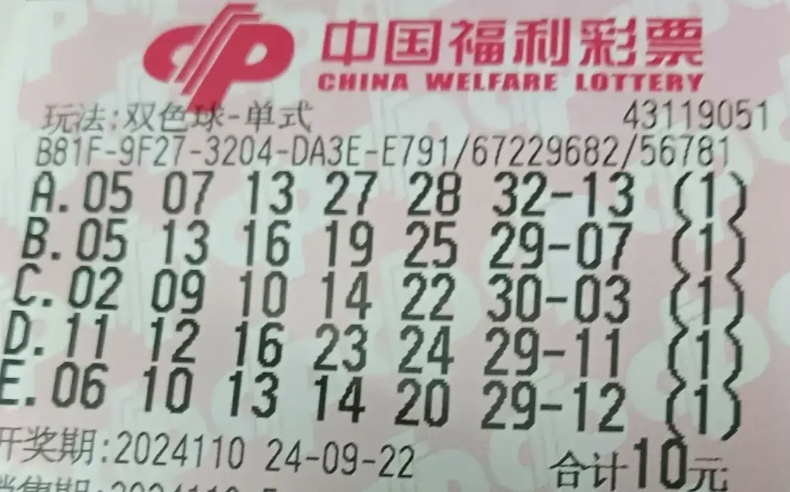 中国福利彩票
CHINA WELFARE LOTTERY
玩法:双色球-单式 43119051
B81F-9F27-3204-DA3E-E791/67229682/56781
A.05 07 13 27 28 32-13 (1)
B.05 13 16 19 25 29-07 (1)
C.02 09 10 14 22 30-03 (1)
D.11 12 16 23 24 29-11 (1)
E.06 10 13 14 20 29-12 (1)
开奖期:2024110 24-09-22 合计10元
销售期:2024110